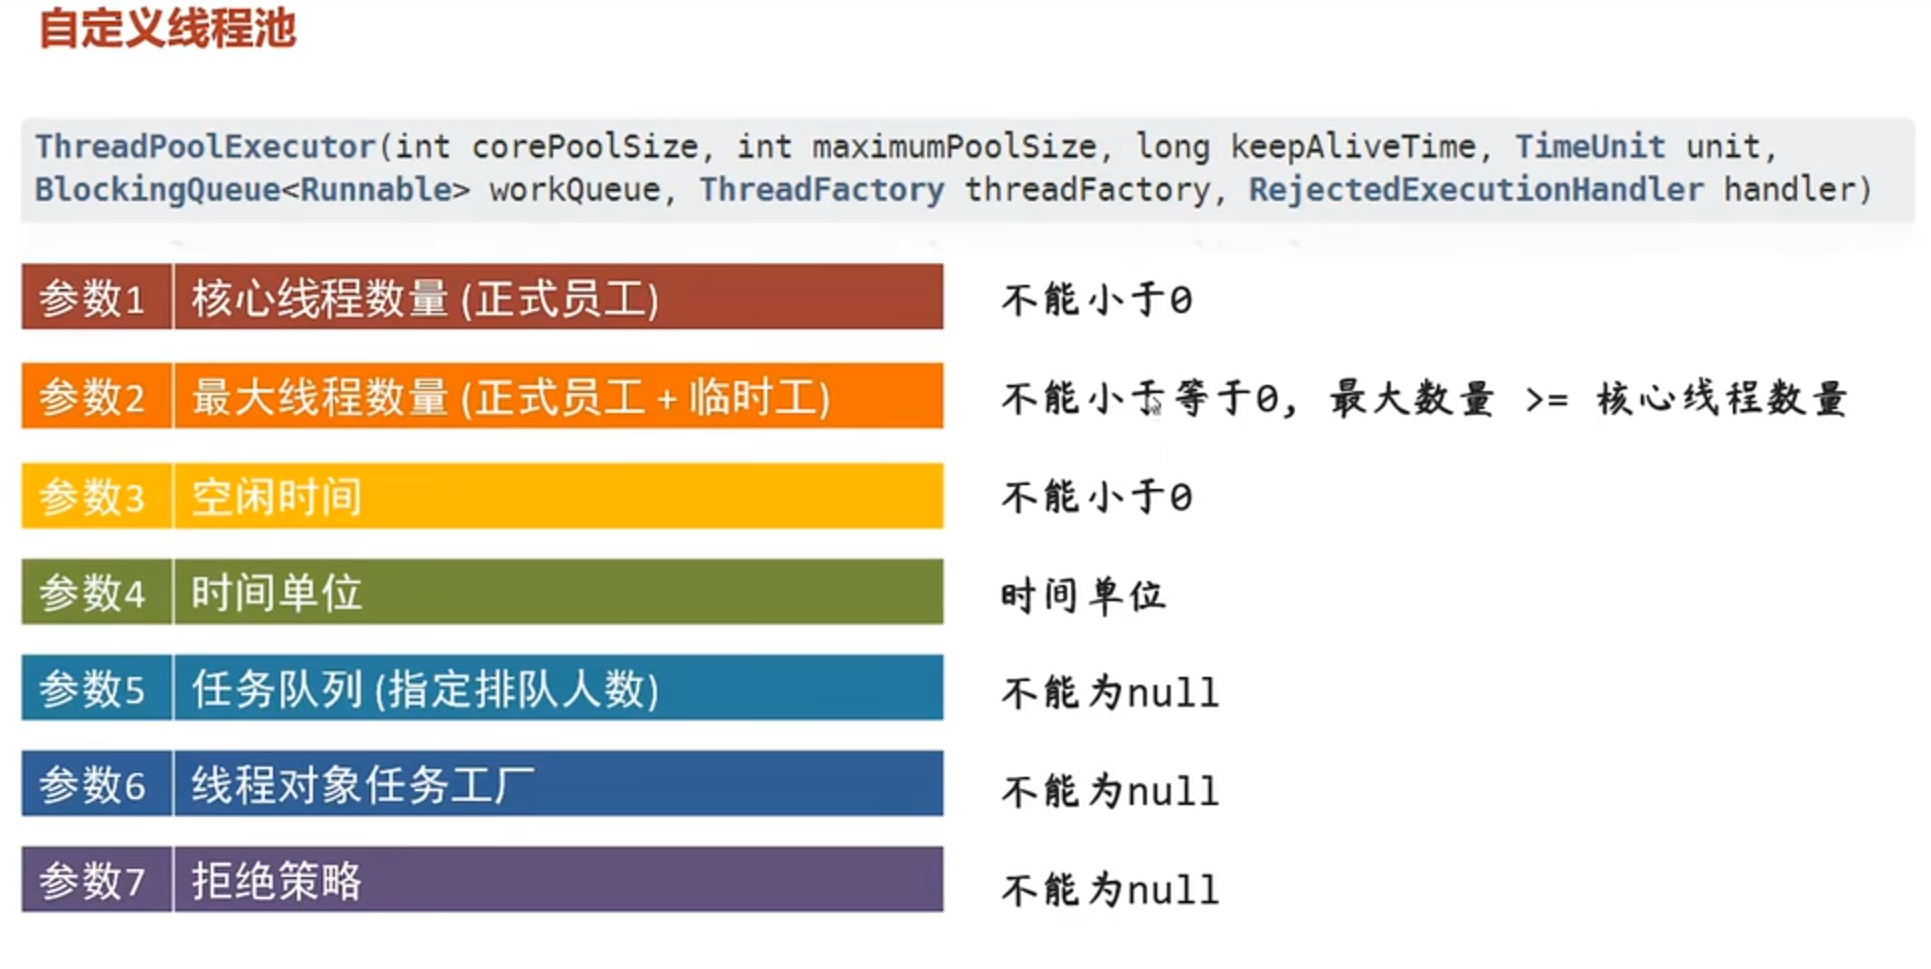 自定义线程池
ThreadPoolExecutor(int corePoolSize, int maximumPoolSize, long keepAliveTime, TimeUnit unit,
BlockingQueue<Runnable> workQueue, ThreadFactory threadFactory, RejectedExecutionHandler handler)
参数1 核心线程数量 (正式员工) 不能小于0
参数2 最大线程数量 (正式员工 + 临时工) 不能小于等于0, 最大数量 >= 核心线程数量
参数3 空闲时间 不能小于0
参数4 时间单位 时间单位
参数5 任务队列 (指定排队人数) 不能为null
参数6 线程对象任务工厂 不能为null
参数7 拒绝策略 不能为null